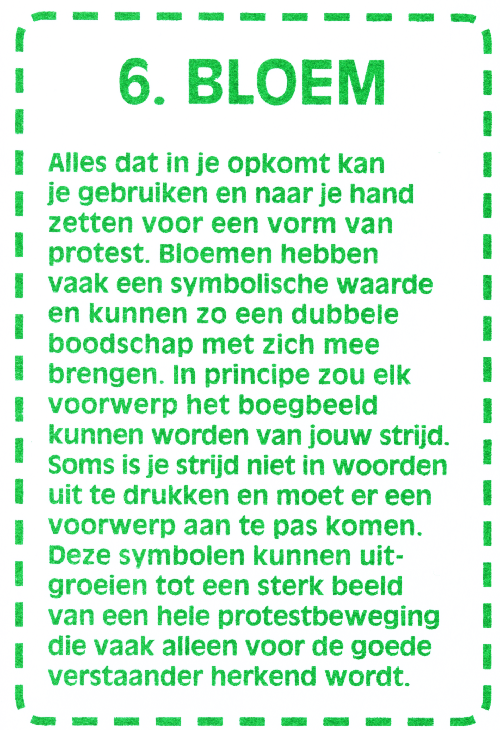 6. BLOEM
Alles dat in je opkomt kan
je gebruiken en naar je hand
zetten voor een vorm van
protest. Bloemen hebben
vaak een symbolische waarde
en kunnen zo een dubbele
boodschap met zich mee
brengen. In principe zou elk
voorwerp het boegbeeld
kunnen worden van jouw strijd.
Soms is je strijd niet in woorden
uit te drukken en moet er een
voorwerp aan te pas komen.
Deze symbolen kunnen uit-
groeien tot een sterk beeld
van een hele protestbeweging
die vaak alleen voor de goede
verstaander herkend wordt.